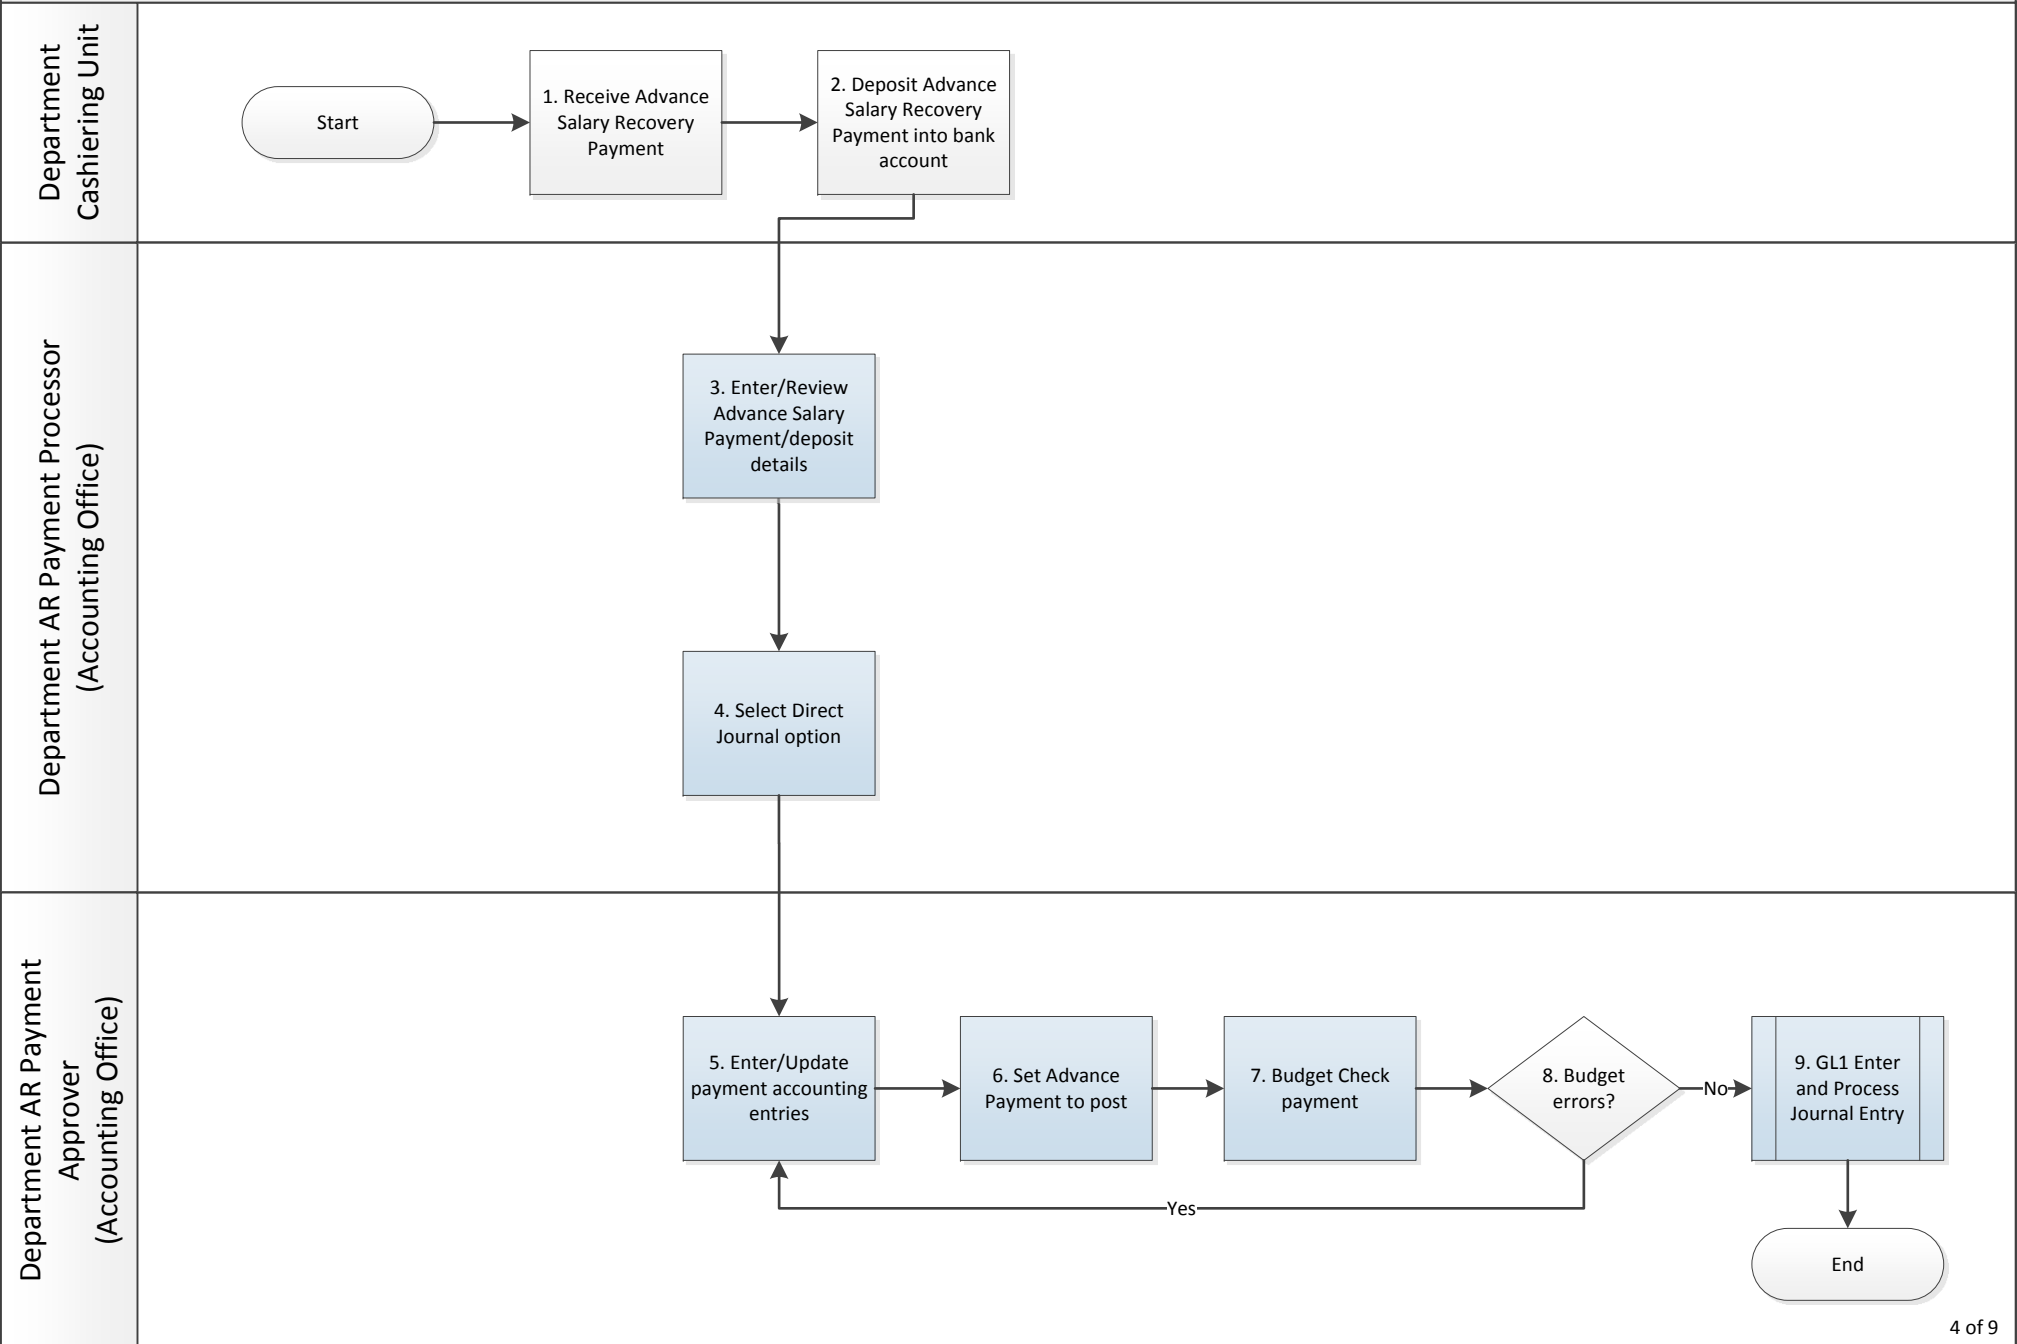 Department
Cashiering Unit
Start
1. Receive Advance
Salary Recovery
Payment
2. Deposit Advance
Salary Recovery
Payment into bank
account
Department AR Payment Processor
(Accounting Office)
3. Enter/Review
Advance Salary
Payment/deposit
details
4. Select Direct
Journal option
Department AR Payment
Approver
(Accounting Office)
5. Enter/Update
payment accounting
entries
6. Set Advance
Payment to post
7. Budget Check
payment
8. Budget
errors?
No
9. GL1 Enter
and Process
Journal Entry
Yes
End
4 of 9